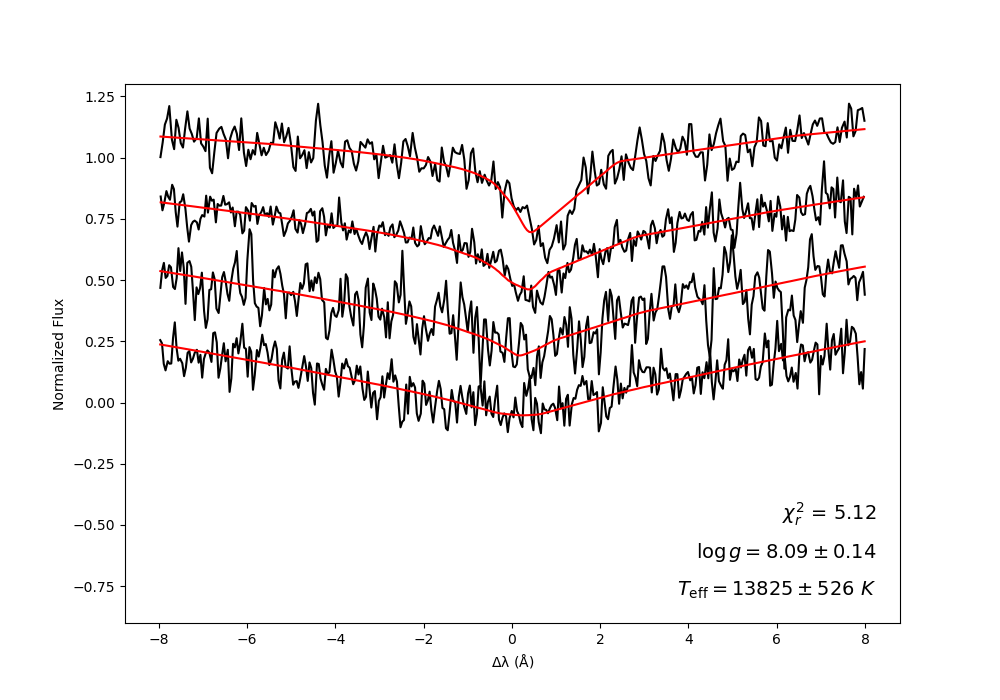 1.25
1.00
0.75
0.50
0.25
0.00
−0.25
−0.50
−0.75
Normalized Flux
χ²ᵣ = 5.12
log g = 8.09 ± 0.14
T_eff = 13825 ± 526 K
−8 −6 −4 −2 0 2 4 6 8
Δλ (Å)